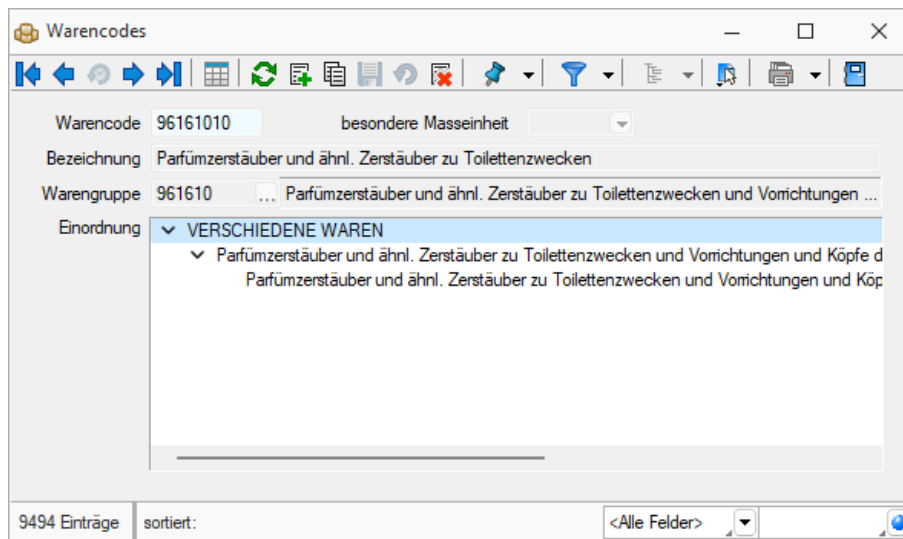 Warencodes
Warencode 96161010 besondere Masseinheit
Bezeichnung Parfümzerstäuber und ähnl. Zerstäuber zu Toilettenzwecken
Warengruppe 961610 ... Parfümzerstäuber und ähnl. Zerstäuber zu Toilettenzwecken und Vorrichtungen ...
Einordnung VERSCHIEDENE WAREN
Parfümzerstäuber und ähnl. Zerstäuber zu Toilettenzwecken und Vorrichtungen und Köpfe d
Parfümzerstäuber und ähnl. Zerstäuber zu Toilettenzwecken und Vorrichtungen und Köp
9494 Einträge sortiert: <Alle Felder>